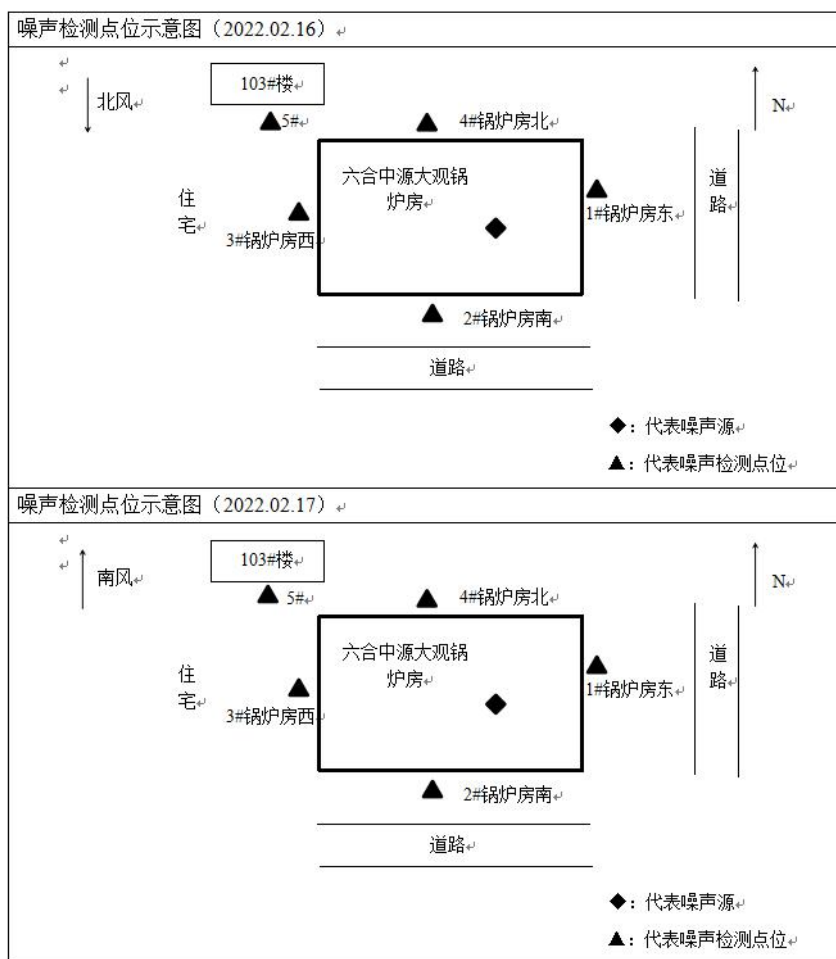 噪声检测点位示意图（2022.02.16）
北风
103#楼
N
5#
4#锅炉房北
六合中源大观锅
炉房
道
路
住
宅
1#锅炉房东
3#锅炉房西
2#锅炉房南
道路
◆：代表噪声源
▲：代表噪声检测点位
噪声检测点位示意图（2022.02.17）
南风
103#楼
N
5#
4#锅炉房北
六合中源大观锅
炉房
道
路
住
宅
1#锅炉房东
3#锅炉房西
2#锅炉房南
道路
◆：代表噪声源
▲：代表噪声检测点位